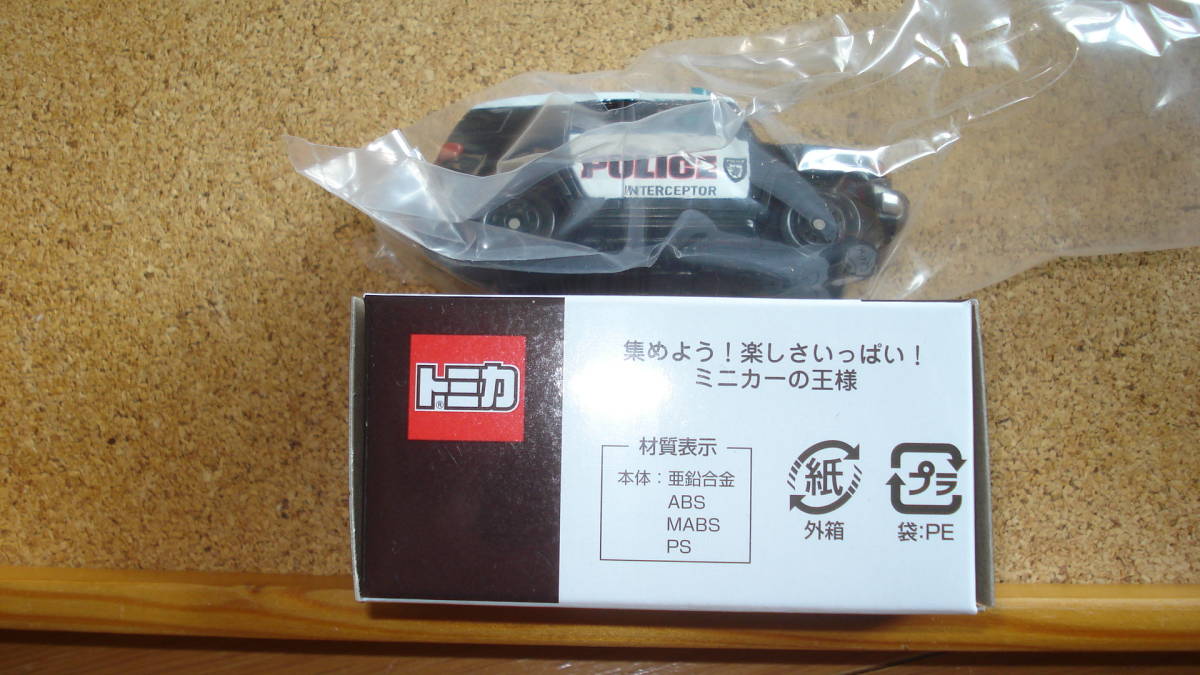 POLICE
INTERCEPTOR
トミカ
®
集めよう!楽しさいっぱい!
ミニカーの王様
材質表示
本体:亜鉛合金
ABS
MABS
PS
紙
外箱
プラ
袋:PE